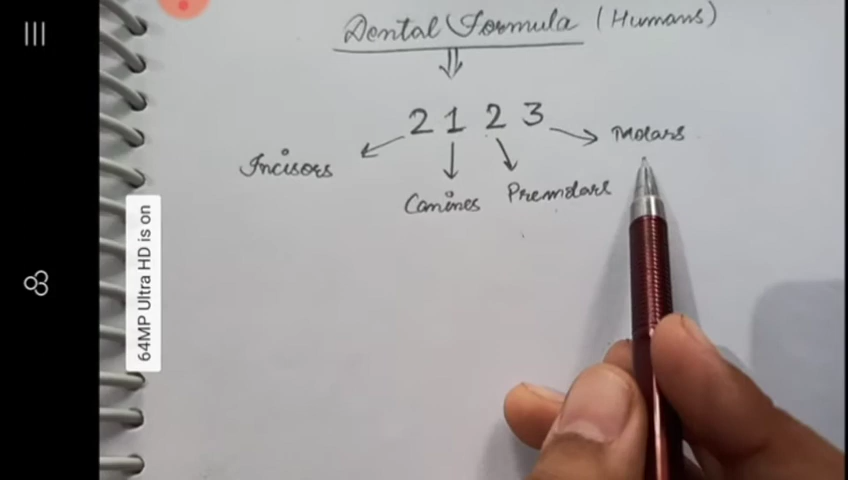 Dental Formula (Humans)
2 1 2 3
Molars
Incisors
Canines
Premolars
64MP Ultra HD is on